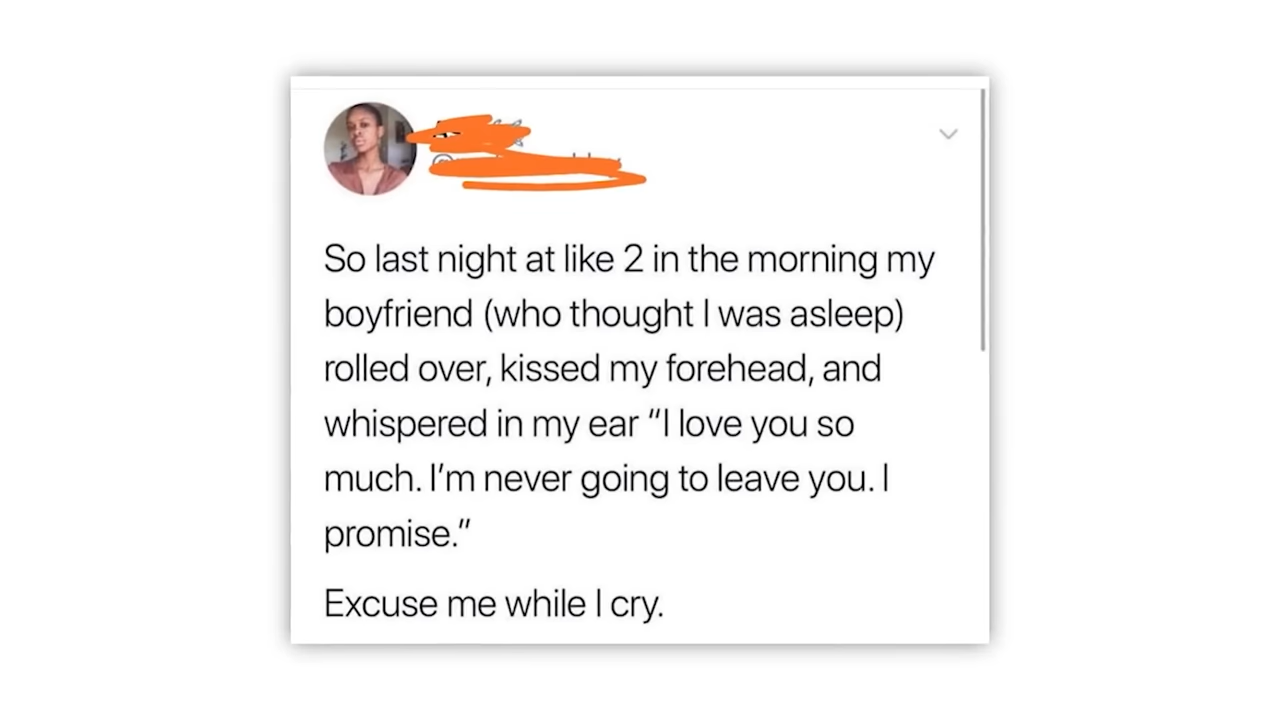 So last night at like 2 in the morning my
boyfriend (who thought I was asleep)
rolled over, kissed my forehead, and
whispered in my ear “I love you so
much. I’m never going to leave you. I
promise.”
Excuse me while I cry.